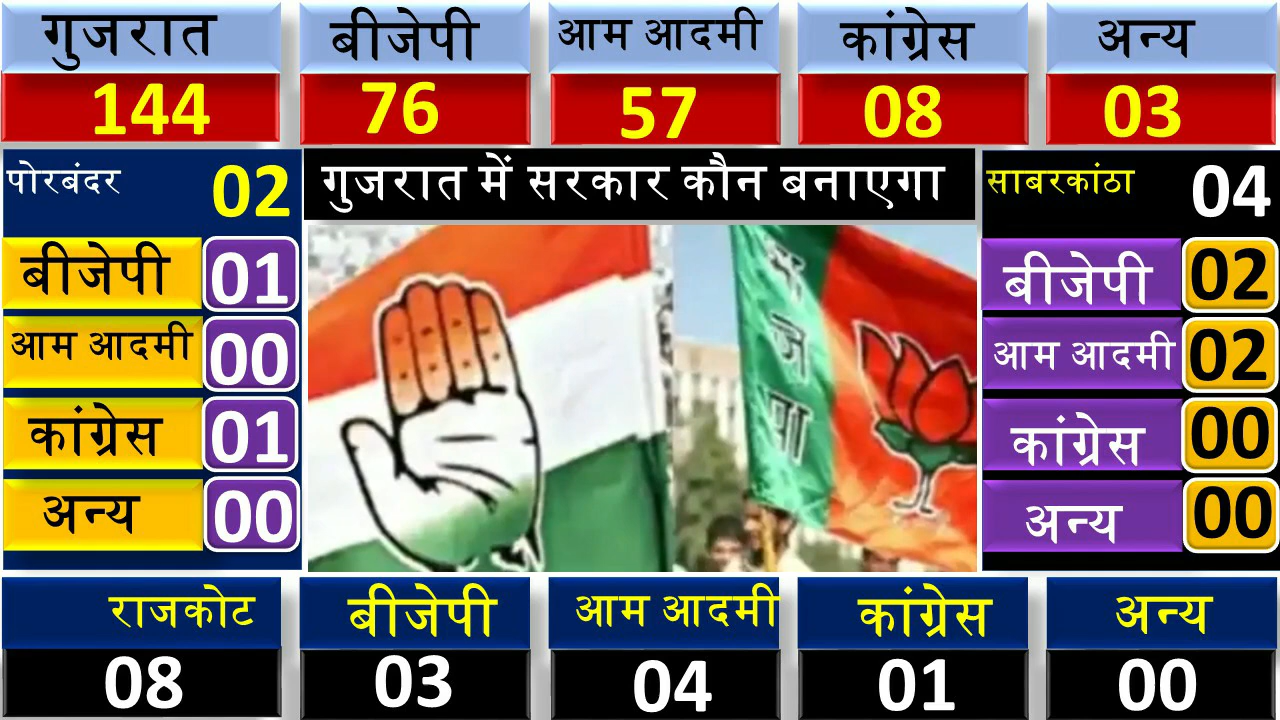 गुजरात बीजेपी आम आदमी कांग्रेस अन्य
144 76 57 08 03
पोरबंदर 02
बीजेपी 01
आम आदमी 00
कांग्रेस 01
अन्य 00
गुजरात में सरकार कौन बनाएगा
भ
ज
पा
साबरकांठा 04
बीजेपी 02
आम आदमी 02
कांग्रेस 00
अन्य 00
राजकोट बीजेपी आम आदमी कांग्रेस अन्य
08 03 04 01 00